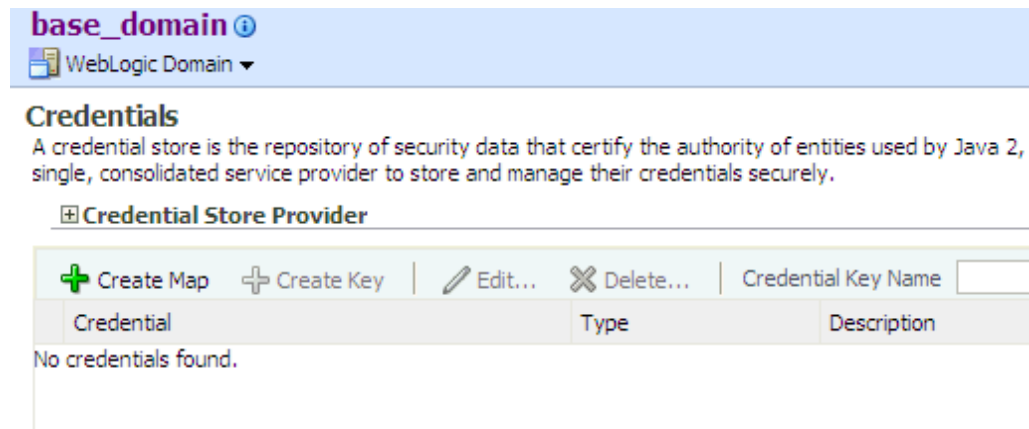 base_domain
WebLogic Domain
Credentials
A credential store is the repository of security data that certify the authority of entities used by Java 2,
single, consolidated service provider to store and manage their credentials securely.
Credential Store Provider
Create Map Create Key Edit... Delete... Credential Key Name
Credential Type Description
No credentials found.